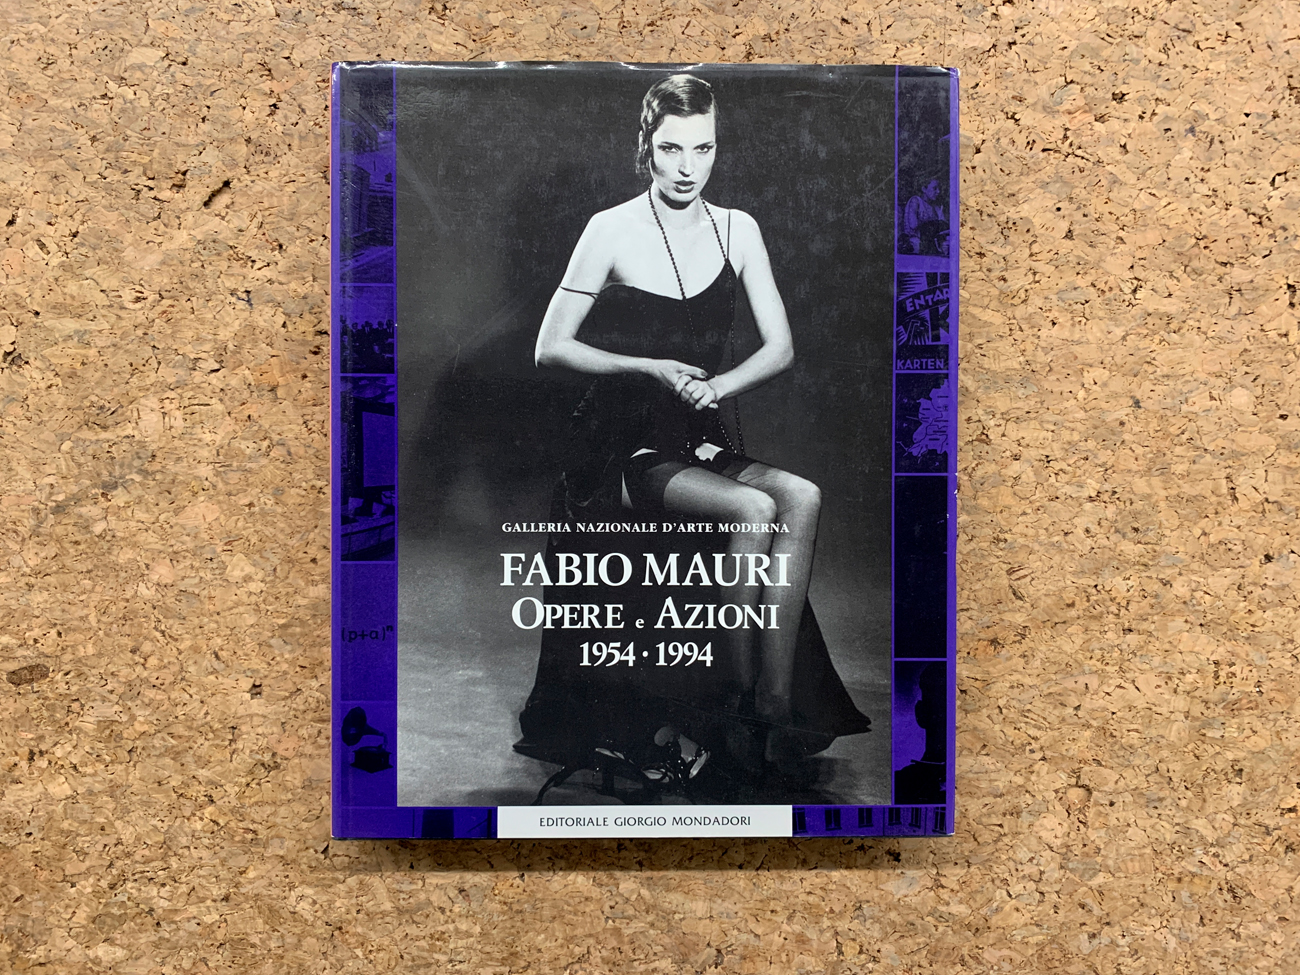 GALLERIA NAZIONALE D'ARTE MODERNA
FABIO MAURI
OPERE e AZIONI
1954 · 1994
EDITORIALE GIORGIO MONDADORI
ENTAR
KARTEN
(p+a)ⁿ